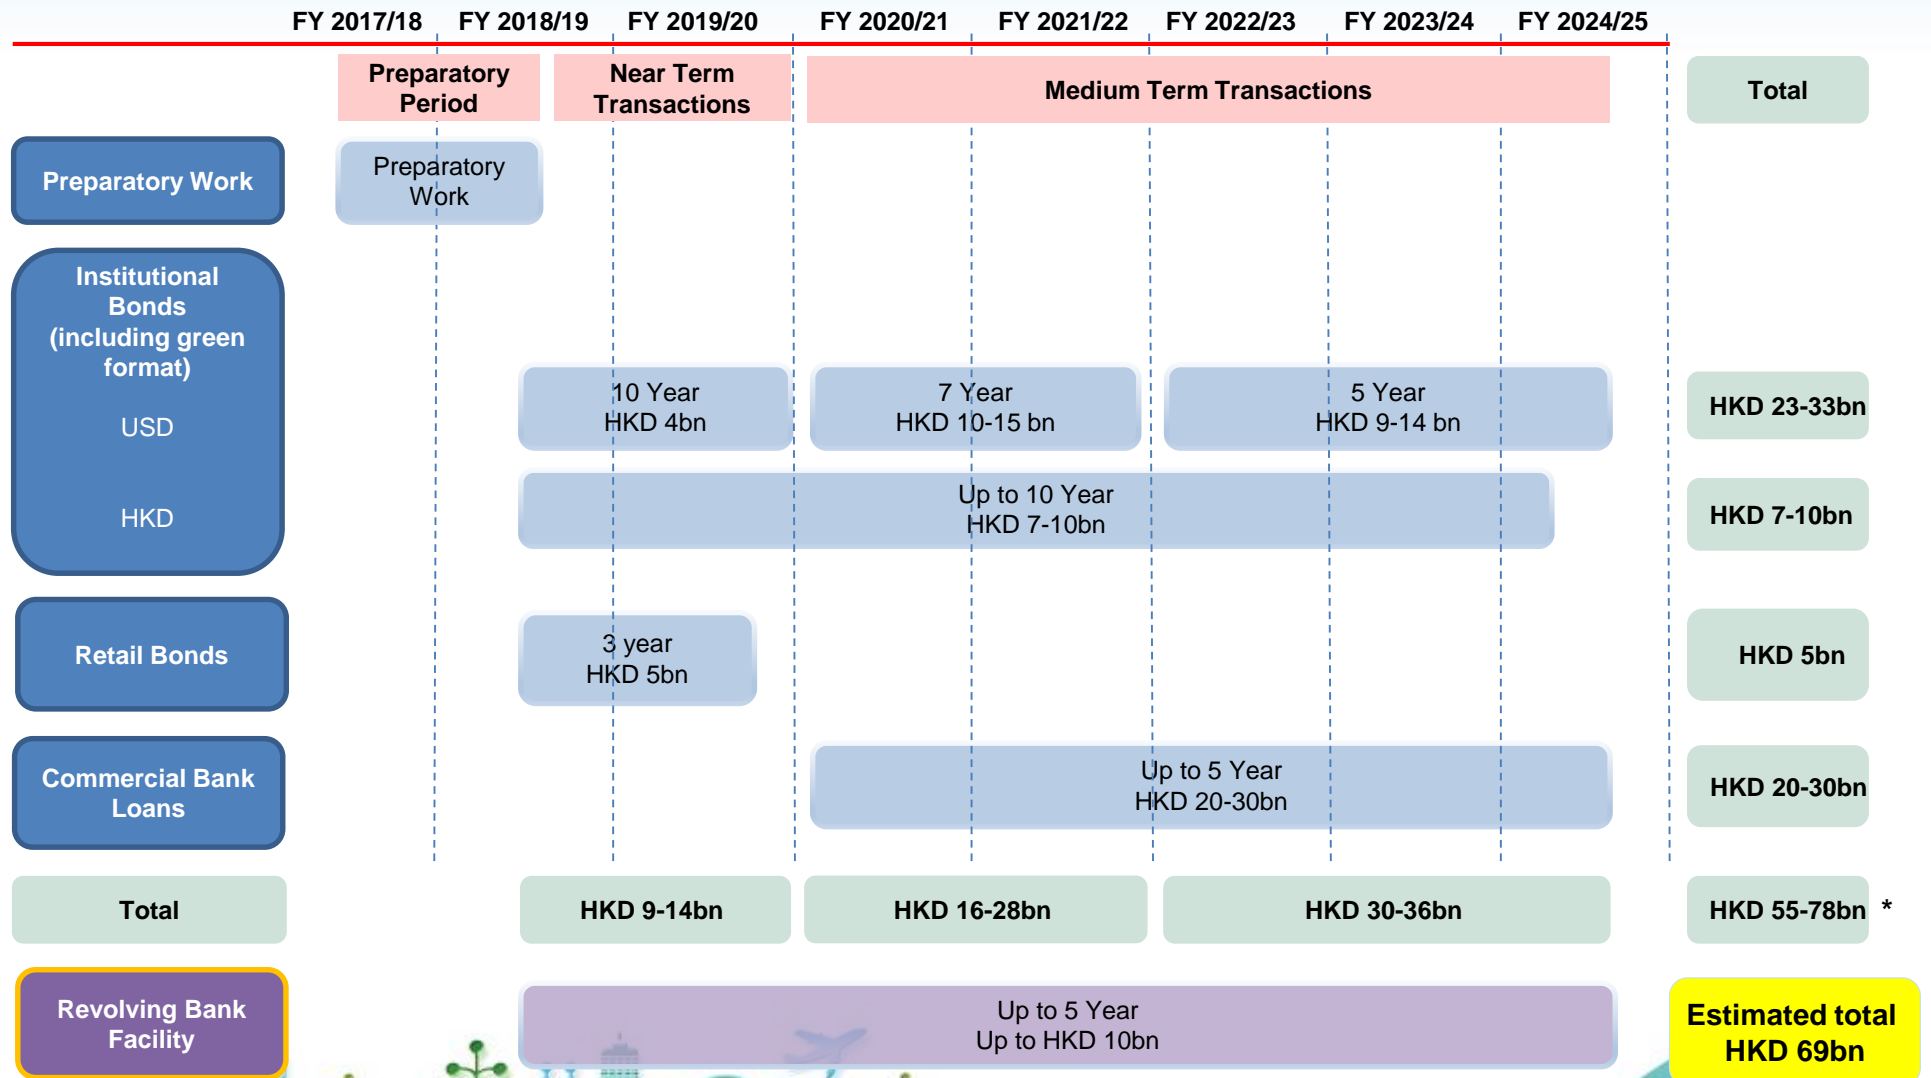 FY 2017/18 FY 2018/19 FY 2019/20 FY 2020/21 FY 2021/22 FY 2022/23 FY 2023/24 FY 2024/25
Preparatory
Period
Near Term
Transactions
Medium Term Transactions
Total
Preparatory Work
Preparatory
Work
Institutional
Bonds
(including green
format)
USD
10 Year
HKD 4bn
7 Year
HKD 10-15 bn
5 Year
HKD 9-14 bn
HKD 23-33bn
HKD
Up to 10 Year
HKD 7-10bn
HKD 7-10bn
Retail Bonds
3 year
HKD 5bn
HKD 5bn
Commercial Bank
Loans
Up to 5 Year
HKD 20-30bn
HKD 20-30bn
Total
HKD 9-14bn
HKD 16-28bn
HKD 30-36bn
HKD 55-78bn *
Revolving Bank
Facility
Up to 5 Year
Up to HKD 10bn
Estimated total
HKD 69bn